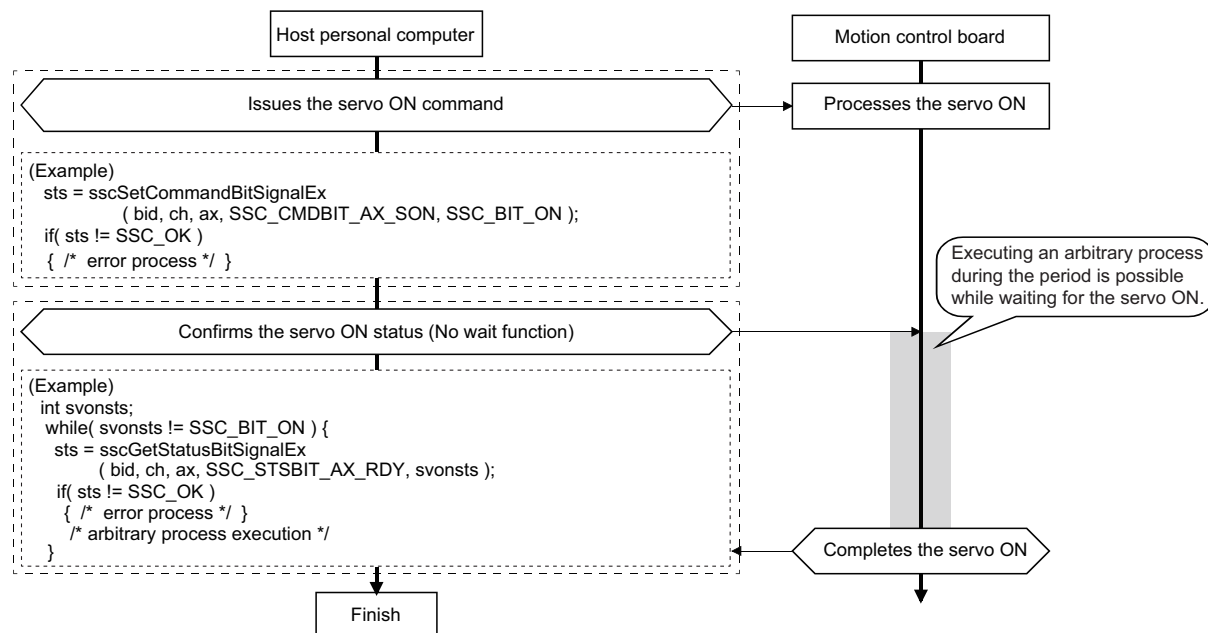 Host personal computer
Motion control board
Issues the servo ON command
Processes the servo ON
(Example)
sts = sscSetCommandBitSignalEx
( bid, ch, ax, SSC_CMDBIT_AX_SON, SSC_BIT_ON );
if( sts != SSC_OK )
{ /* error process */ }
Executing an arbitrary process
during the period is possible
while waiting for the servo ON.
Confirms the servo ON status (No wait function)
(Example)
int svonsts;
while( svonsts != SSC_BIT_ON ) {
sts = sscGetStatusBitSignalEx
( bid, ch, ax, SSC_STSBIT_AX_RDY, svonsts );
if( sts != SSC_OK )
{ /* error process */ }
/* arbitrary process execution */
}
Completes the servo ON
Finish